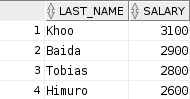 LAST_NAME SALARY
1 Khoo 3100
2 Baida 2900
3 Tobias 2800
4 Himuro 2600